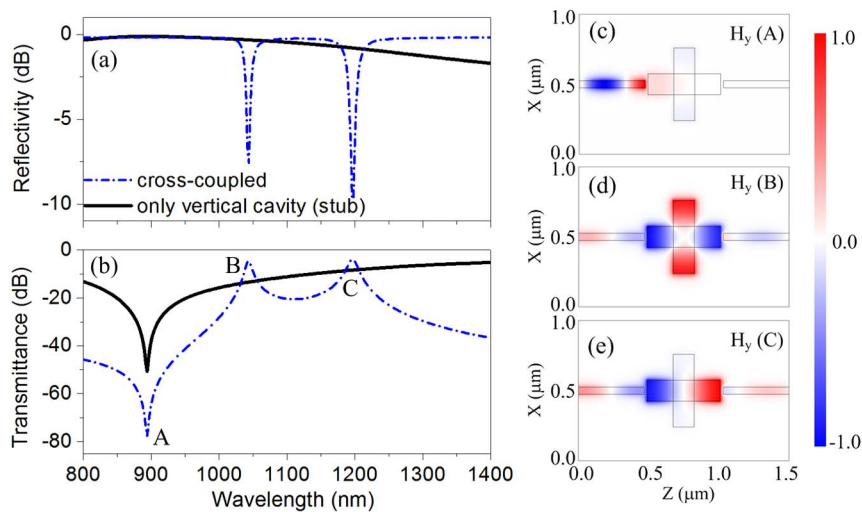 0
-5
-10
Reflectivity (dB)
(a)
cross-coupled
only vertical cavity (stub)
0
-20
-40
-60
-80
Transmittance (dB)
(b)
B
C
A
800 900 1000 1100 1200 1300 1400
Wavelength (nm)
1.0
0.5
0.0
X (μm)
(c)
Hy (A)
1.0
0.5
0.0
X (μm)
(d)
Hy (B)
1.0
0.5
0.0
X (μm)
(e)
Hy (C)
0.0 0.5 1.0 1.5
Z (μm)
1.0
0.0
-1.0